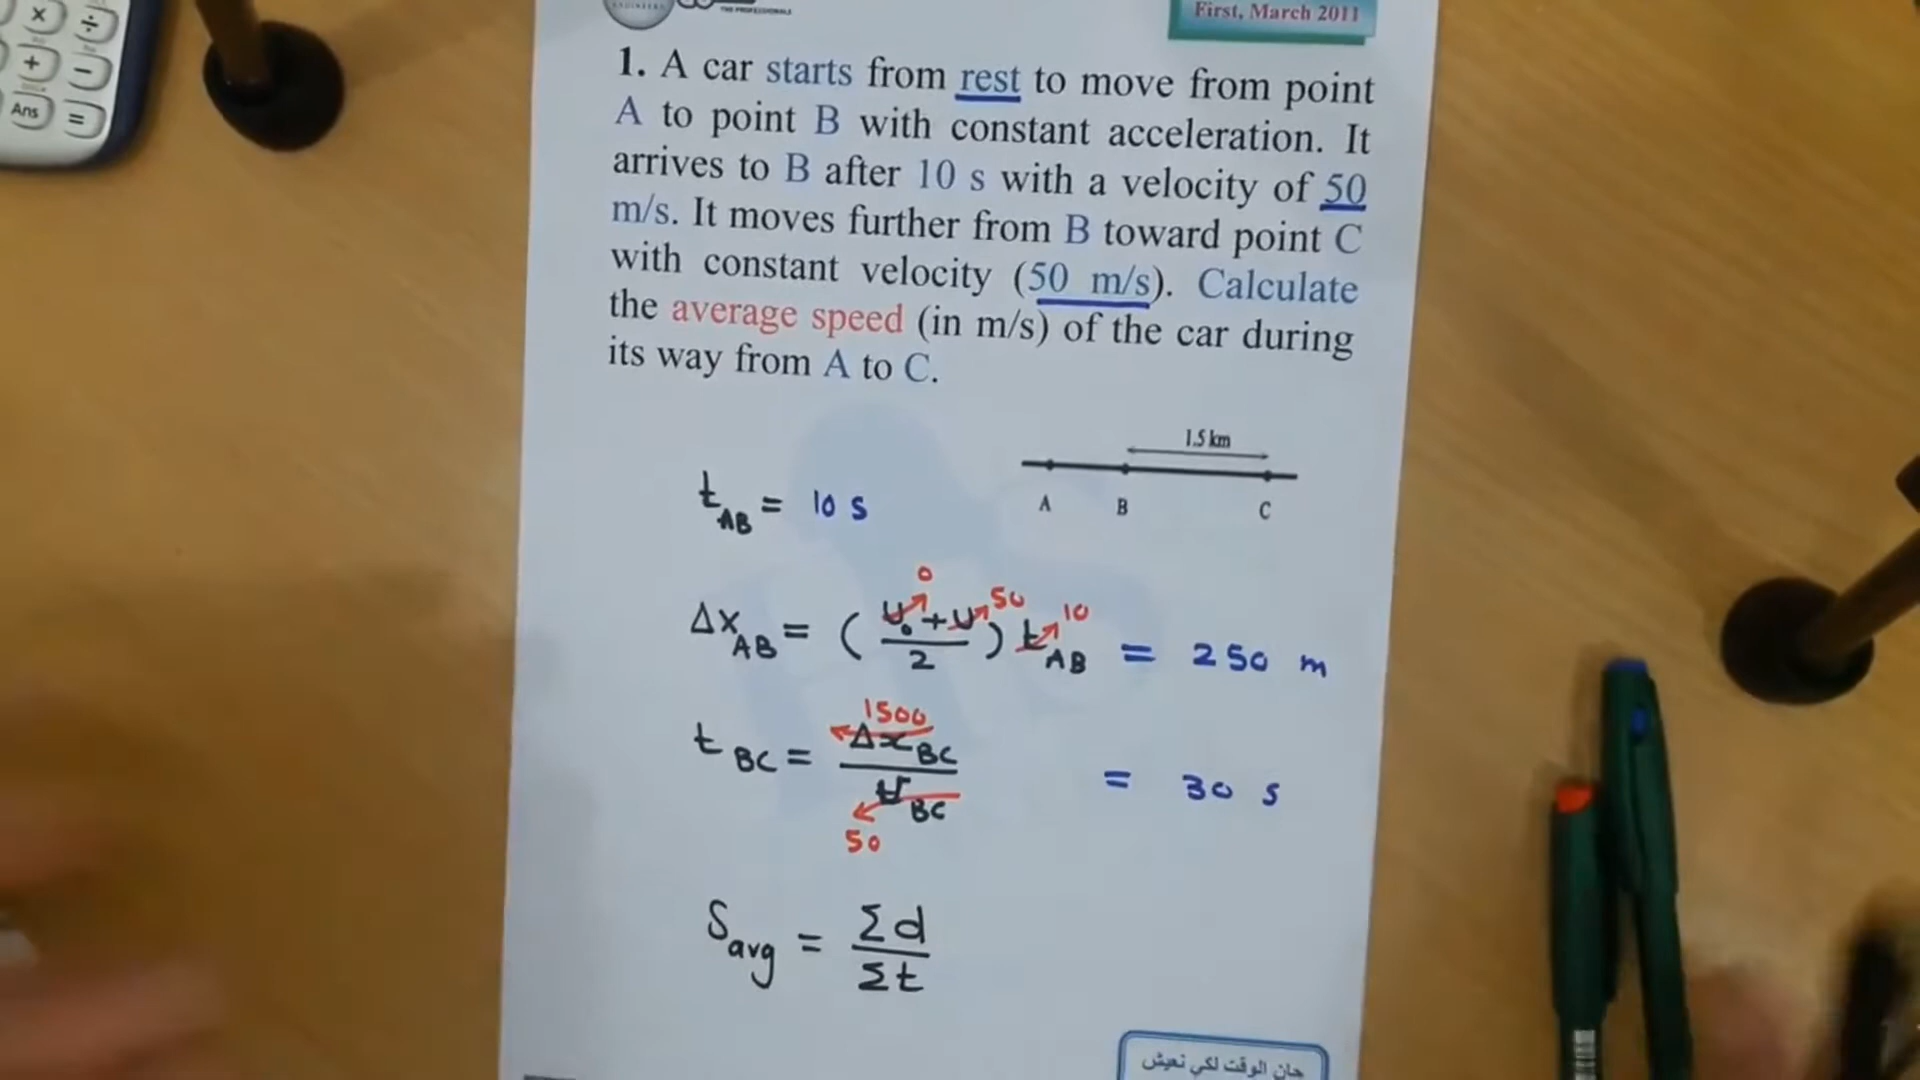 ×
÷
+
−
Ans
=
THE PROFESSIONALS
First, March 2011
1. A car starts from rest to move from point
A to point B with constant acceleration. It
arrives to B after 10 s with a velocity of 50
m/s. It moves further from B toward point C
with constant velocity (50 m/s). Calculate
the average speed (in m/s) of the car during
its way from A to C.
1.5 km
A B C
t_AB = 10 s
0 50 10
Δx_AB = (v₀ + v / 2) t_AB = 250 m
1500
t_BC = Δx_BC / v_BC = 30 s
50
S_avg = Σd / Σt
حان الوقت لكي نعيش